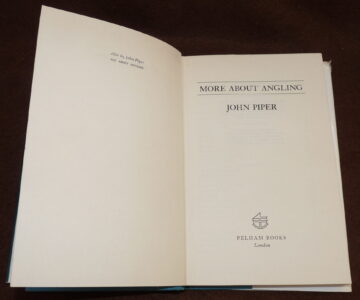 Also by John Piper
MORE ABOUT ANGLING
JOHN PIPER
PELHAM BOOKS
London